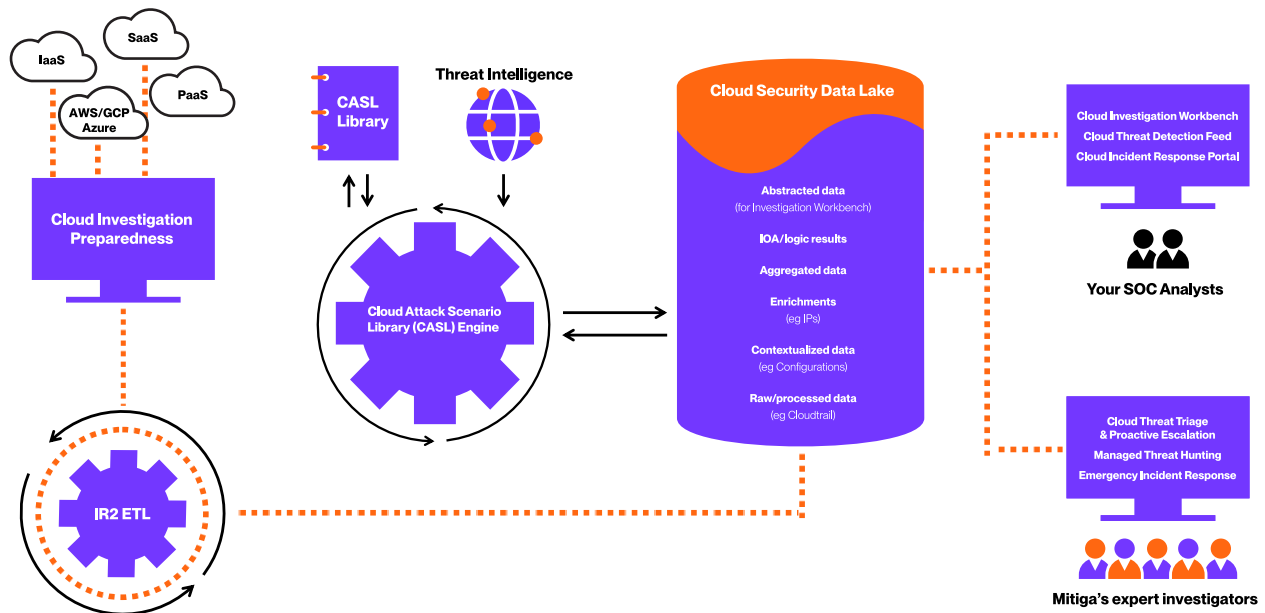 IaaS
SaaS
PaaS
AWS/GCP
Azure
Cloud Investigation
Preparedness
IR2 ETL
CASL
Library
Threat Intelligence
Cloud Attack Scenario
Library (CASL) Engine
Cloud Security Data Lake
Abstracted data
(for Investigation Workbench)
IOA/logic results
Aggregated data
Enrichments
(eg IPs)
Contextualized data
(eg Configurations)
Raw/processed data
(eg Cloudtrail)
Cloud Investigation Workbench
Cloud Threat Detection Feed
Cloud Incident Response Portal
Your SOC Analysts
Cloud Threat Triage
& Proactive Escalation
Managed Threat Hunting
Emergency Incident Response
Mitiga's expert investigators